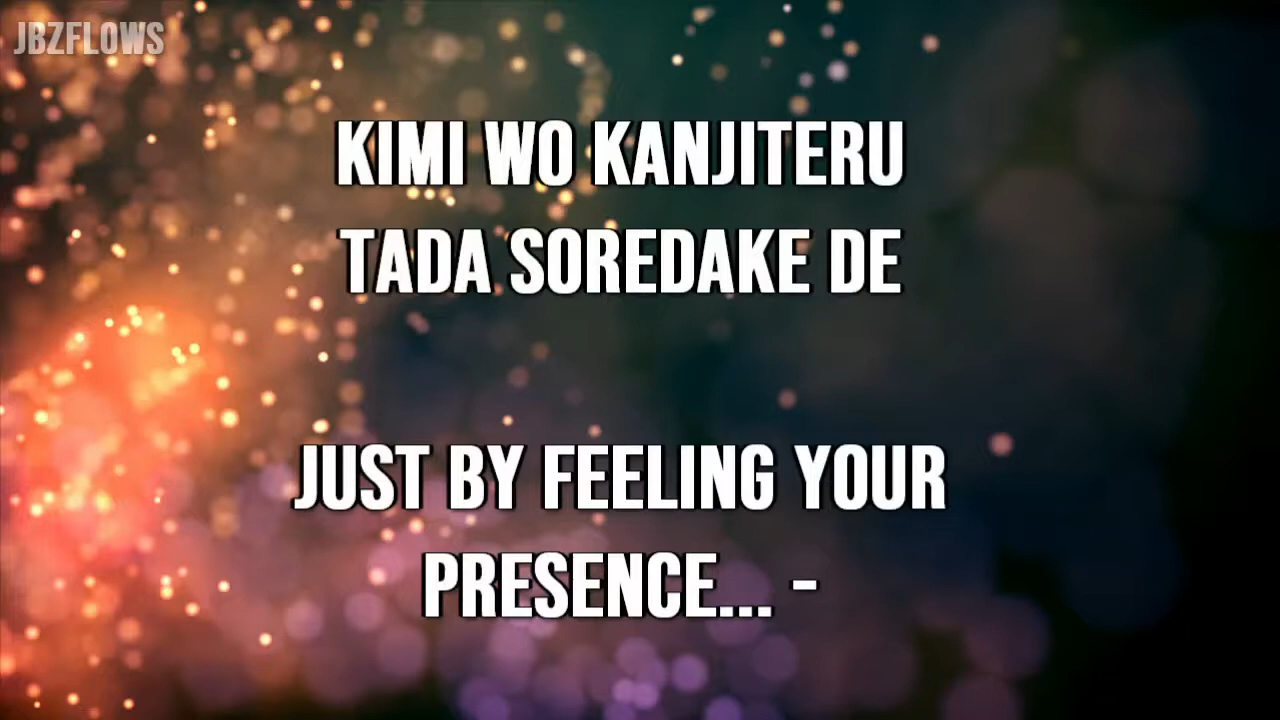 JBZFLOWS
KIMI WO KANJITERU
TADA SOREDAKE DE
JUST BY FEELING YOUR
PRESENCE... -